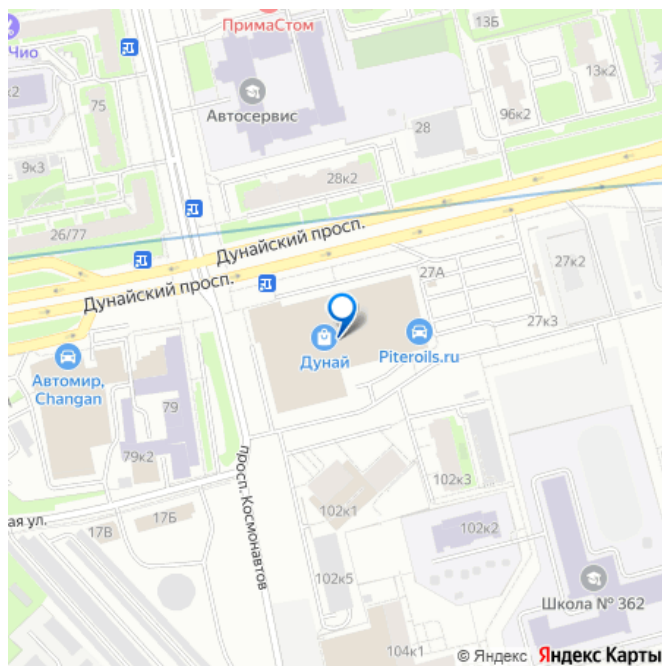 13Б
ПримаСтом
Чио
к2
75
Автосервис
13к2
96к2
28
9к3
28к2
26/77
Дунайский просп.
Дунайский просп.
27А
27к2
27к3
Дунай
Piteroils.ru
Автомир,
Changan
79
79к2
просп. Космонавтов
102к3
102к1
17Б
17В
ая ул.
102к2
102к5
Школа № 362
104к1
© Яндекс Яндекс Карты